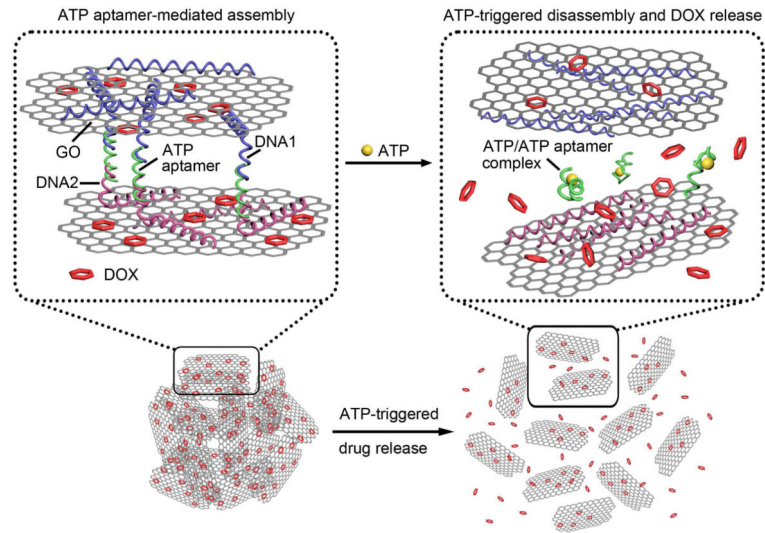 ATP aptamer-mediated assembly
ATP-triggered disassembly and DOX release
GO
ATP
aptamer
DNA1
DNA2
DOX
ATP
ATP/ATP aptamer
complex
ATP-triggered
drug release